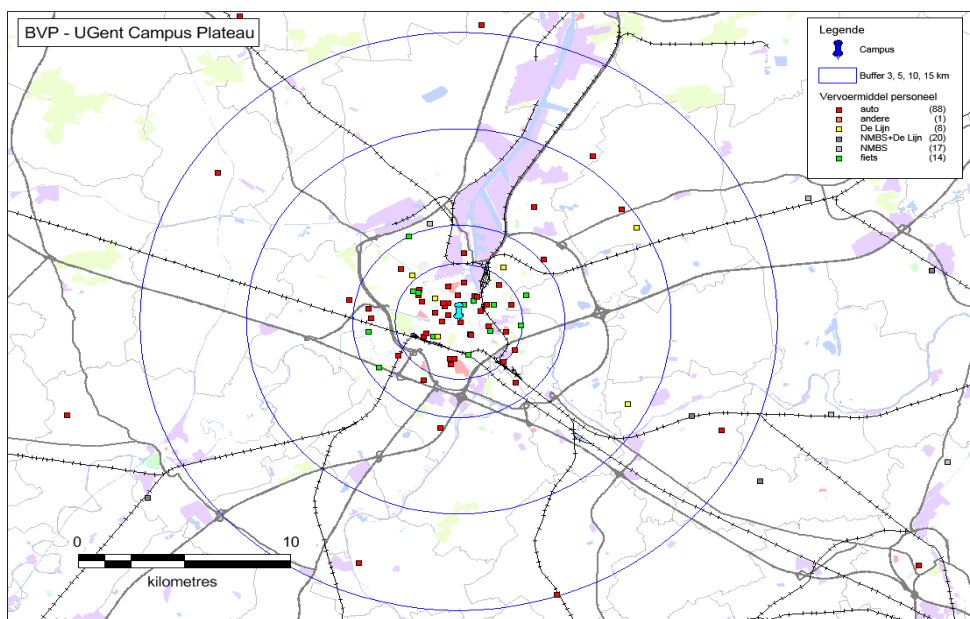 BVP - UGent Campus Plateau
Legende
Campus
Buffer 3, 5, 10, 15 km
Vervoermiddel personeel
auto (88)
andere (1)
De Lijn (8)
NMBS+De Lijn (20)
NMBS (17)
fiets (14)
0 10
kilometres